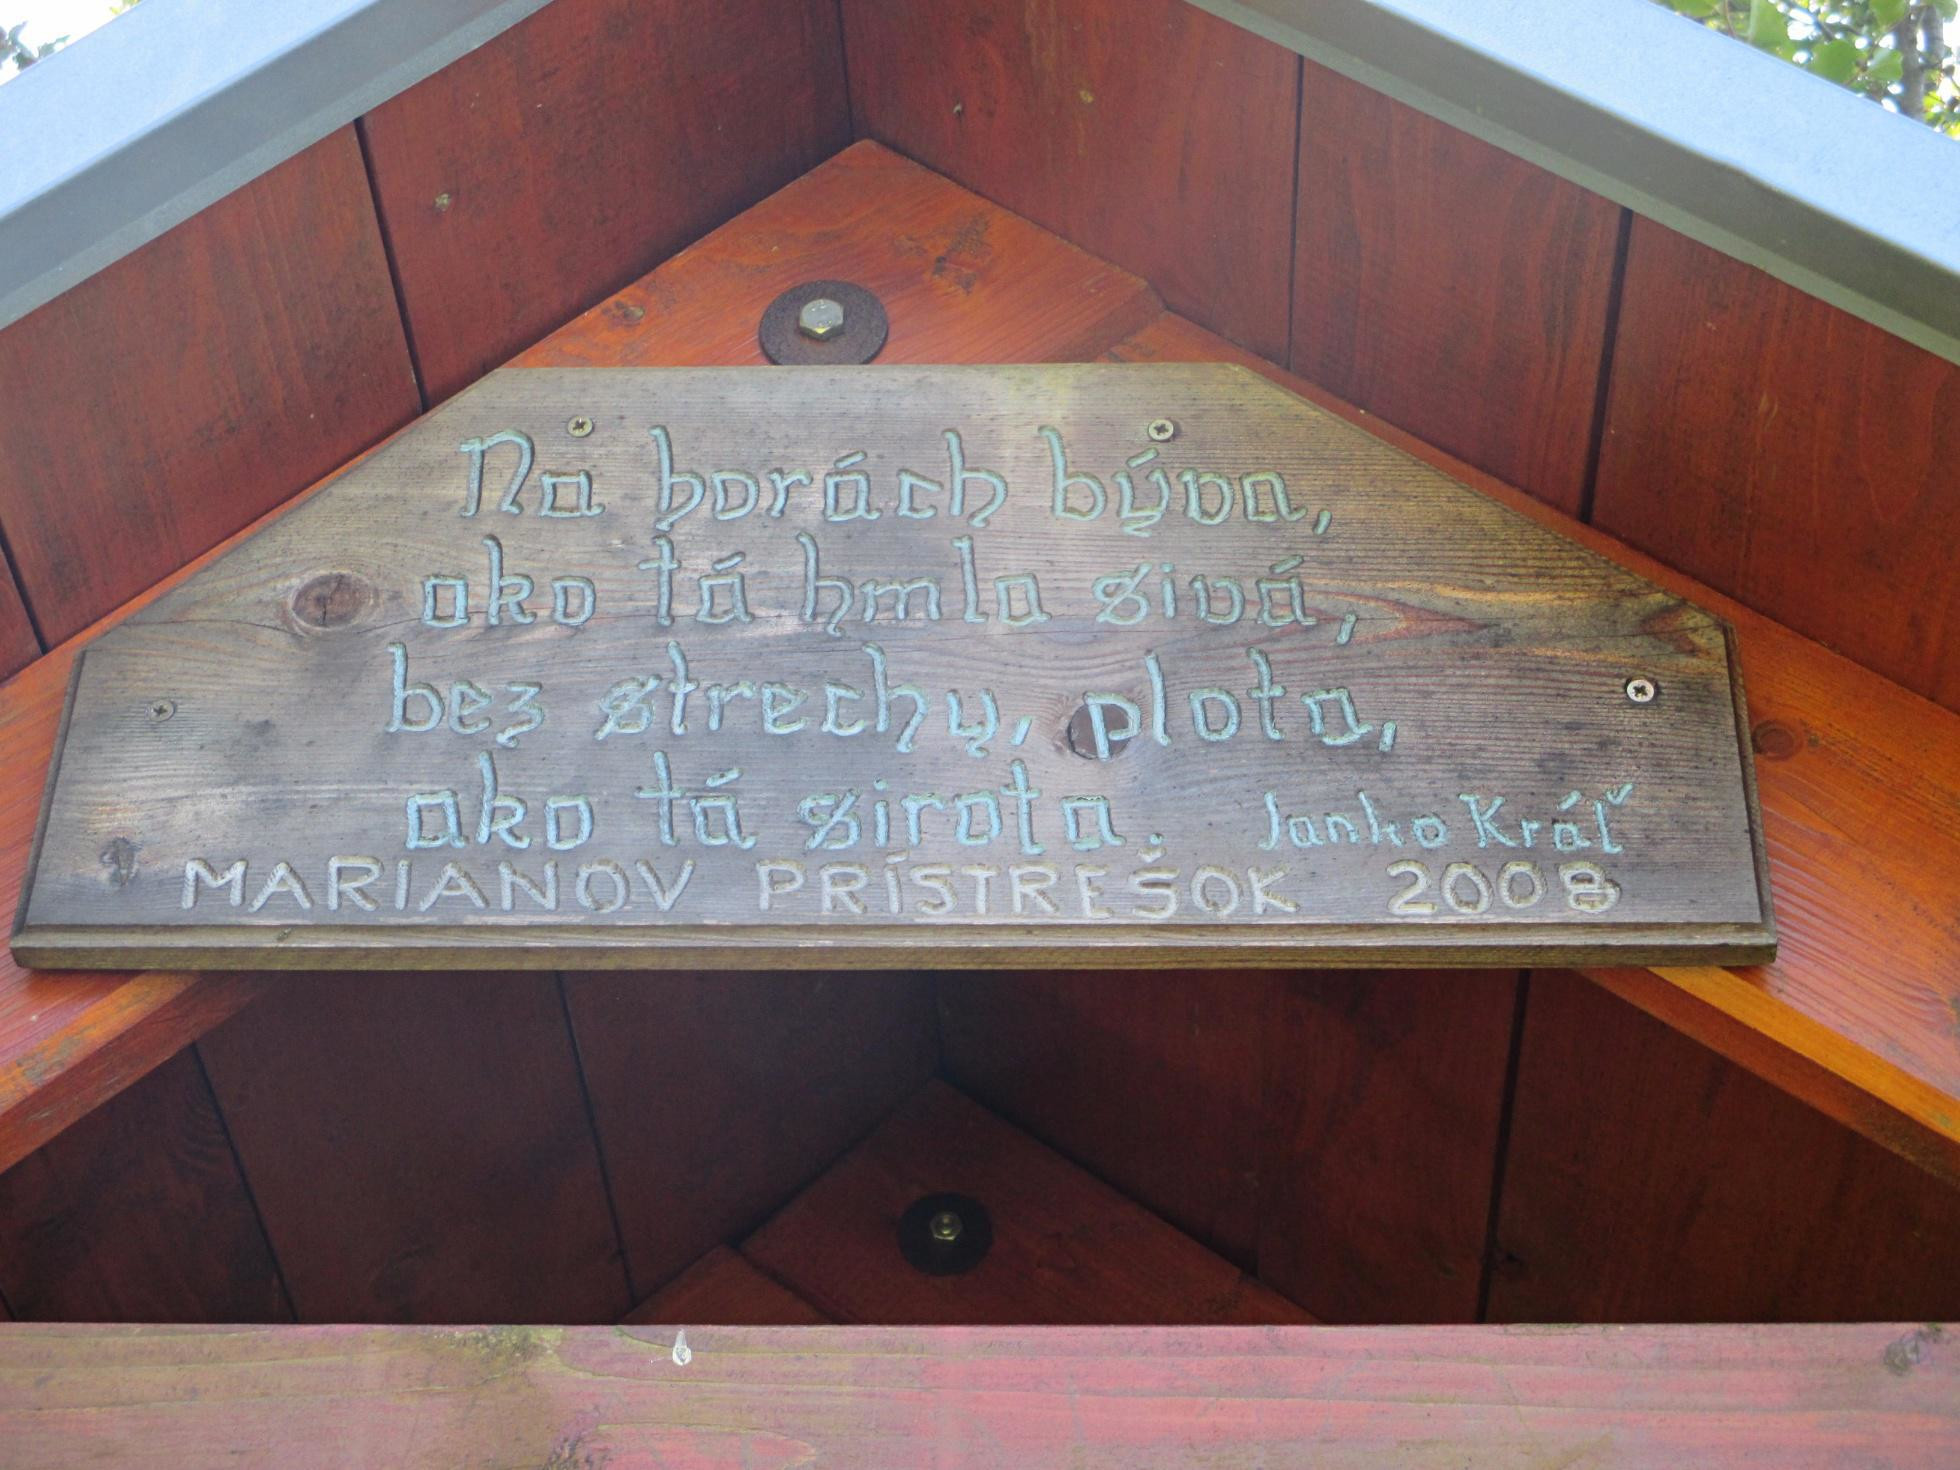 Na horách býva,
ako tá hmla sivá,
bez strechy, plota,
ako tá sirota. Janko Kráľ
MARIANOV PRÍSTREŠOK 2008